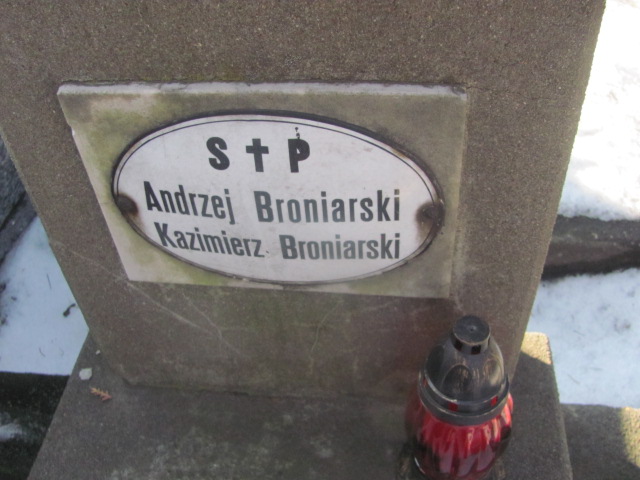 S † P
Andrzej Broniarski
Kazimierz Broniarski